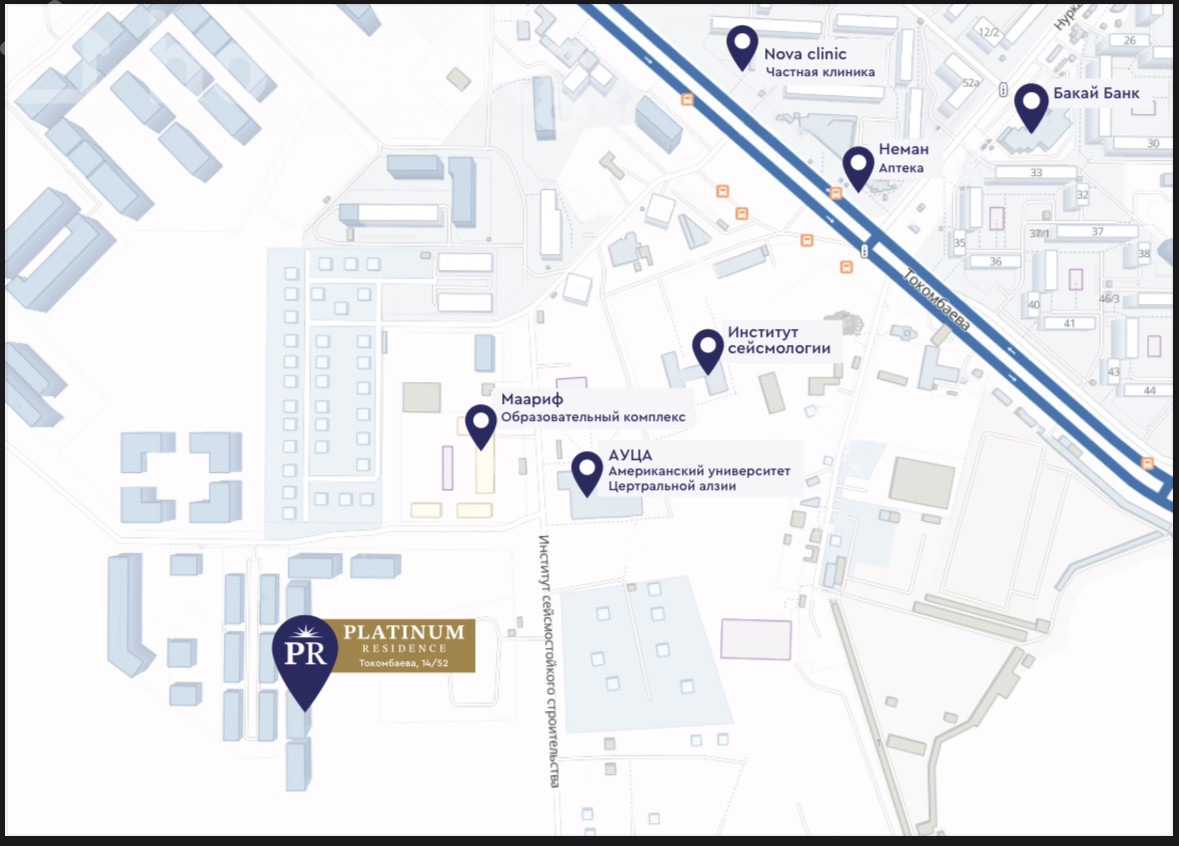 Нурка
12/2
26
Nova clinic
Частная клиника
52а
Бакай Банк
30
Неман
Аптека
33
32
37/1
37
35
36
38
Токомбаева
40
46/3
41
Институт
сейсмологии
43
44
Маариф
Образовательный комплекс
АУЦА
Американский университет
Цертральной алзии
Институт сейсмостойкого строительства
PR
PLATINUM
RESIDENCE
Токомбаева, 14/52